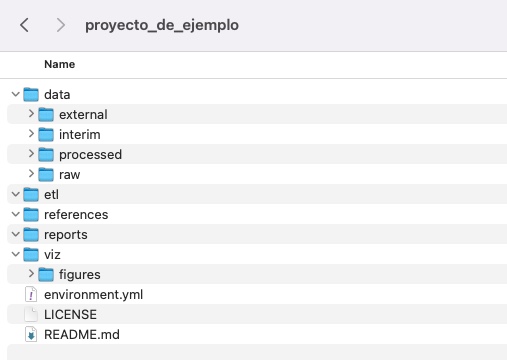 proyecto_de_ejemplo
Name
data
external
interim
processed
raw
etl
references
reports
viz
figures
environment.yml
LICENSE
README.md